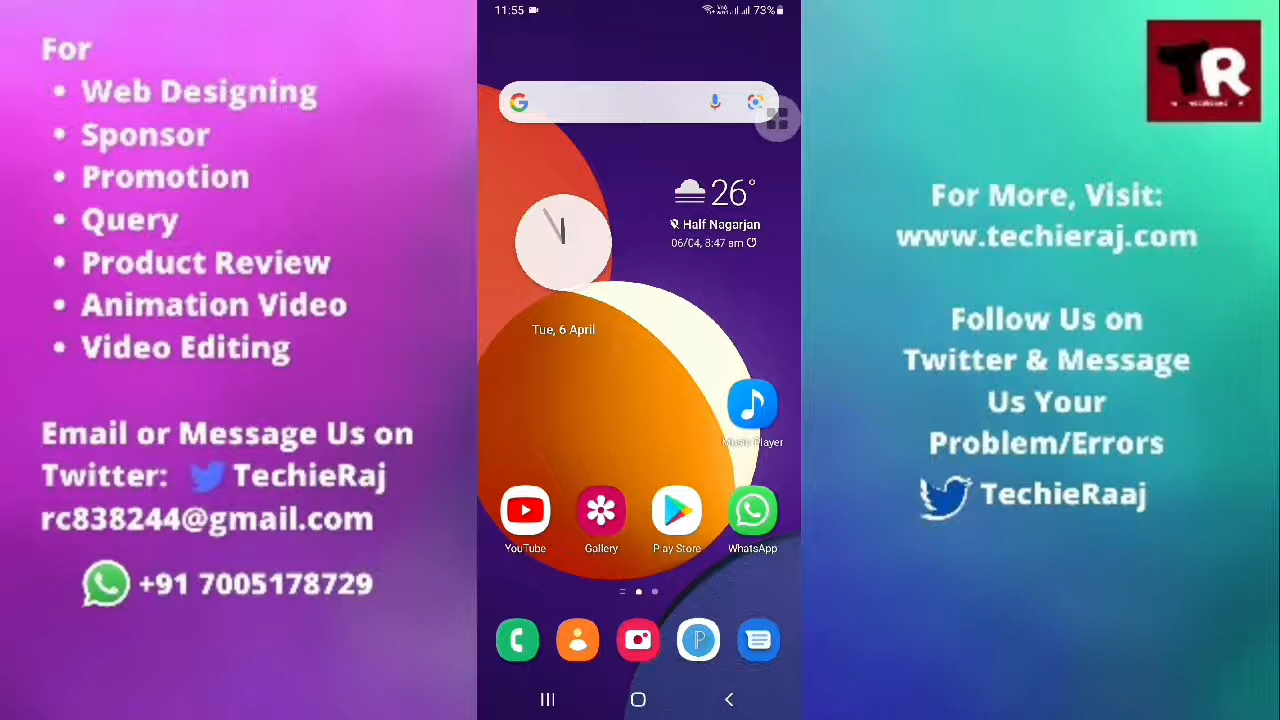 For
• Web Designing
• Sponsor
• Promotion
• Query
• Product Review
• Animation Video
• Video Editing
Email or Message Us on
Twitter: TechieRaj
rc838244@gmail.com
+91 7005178729
11:55
73%
26°
Half Nagarjan
06/04, 8:47 am
Tue, 6 April
Music Player
YouTube
Gallery
Play Store
WhatsApp
TR
For More, Visit:
www.techieraj.com
Follow Us on
Twitter & Message
Us Your
Problem/Errors
TechieRaaj